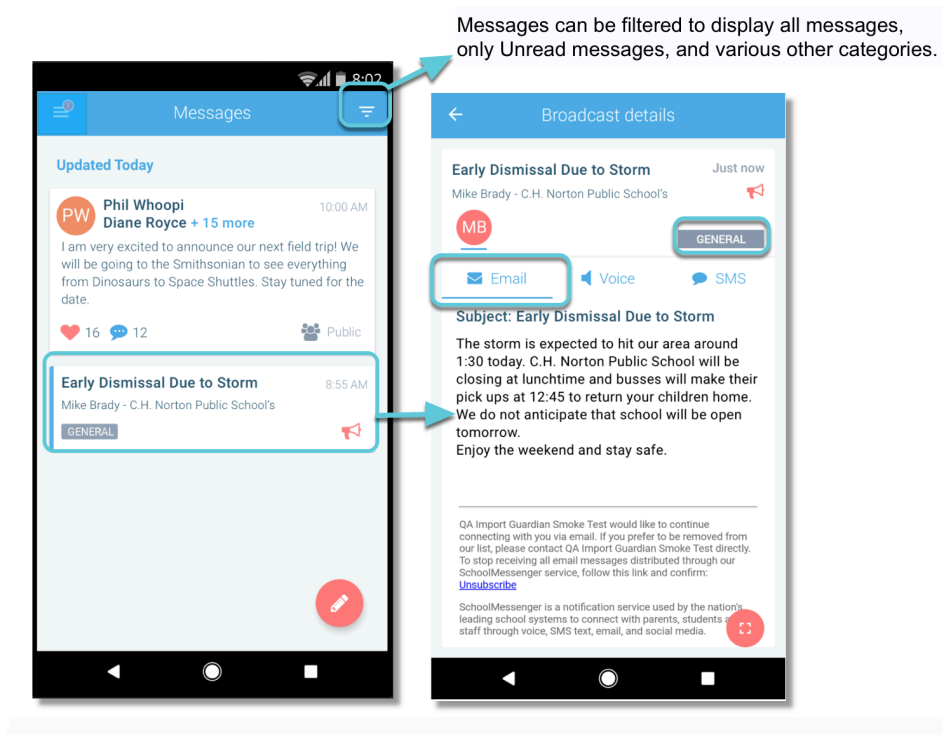 Messages can be filtered to display all messages,
only Unread messages, and various other categories.
8:02
Messages
Updated Today
PW
Phil Whoopi
10:00 AM
Diane Royce + 15 more
I am very excited to announce our next field trip! We
will be going to the Smithsonian to see everything
from Dinosaurs to Space Shuttles. Stay tuned for the
date.
16
12
Public
Early Dismissal Due to Storm
8:55 AM
Mike Brady - C.H. Norton Public School's
GENERAL
Broadcast details
Early Dismissal Due to Storm
Just now
Mike Brady - C.H. Norton Public School's
MB
GENERAL
Email
Voice
SMS
Subject: Early Dismissal Due to Storm
The storm is expected to hit our area around
1:30 today. C.H. Norton Public School will be
closing at lunchtime and busses will make their
pick ups at 12:45 to return your children home.
We do not anticipate that school will be open
tomorrow.
Enjoy the weekend and stay safe.
QA Import Guardian Smoke Test would like to continue
connecting with you via email. If you prefer to be removed from
our list, please contact QA Import Guardian Smoke Test directly.
To stop receiving all email messages distributed through our
SchoolMessenger service, follow this link and confirm:
Unsubscribe
SchoolMessenger is a notification service used by the nation's
leading school systems to connect with parents, students
staff through voice, SMS text, email, and social media.